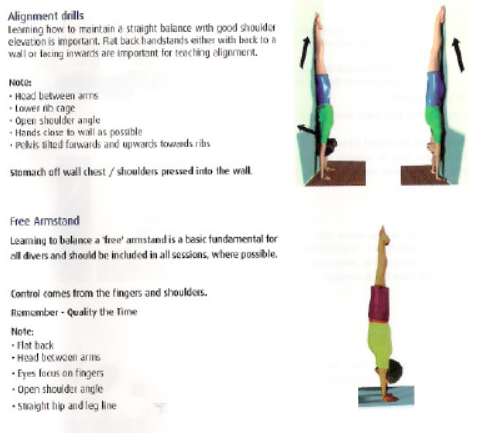 Alignment drills
Learning how to maintain a straight balance with good shoulder
elevation is important. Flat back handstands either with back to a
wall or facing inwards are important for teaching alignment.
Note:
• Head between arms
• Lower rib cage
• Open shoulder angle
• Hands close to wall as possible
• Pelvis tilted forwards and upwards towards ribs
Stomach off wall chest / shoulders pressed into the wall.
Free Armstand
Learning to balance a 'free' armstand is a basic fundamental for
all divers and should be included in all sessions, where possible.
Control comes from the fingers and shoulders.
Remember - Quality the Time
Note:
• Flat back
• Head between arms
• Eyes focus on fingers
• Open shoulder angle
• Straight hip and leg line